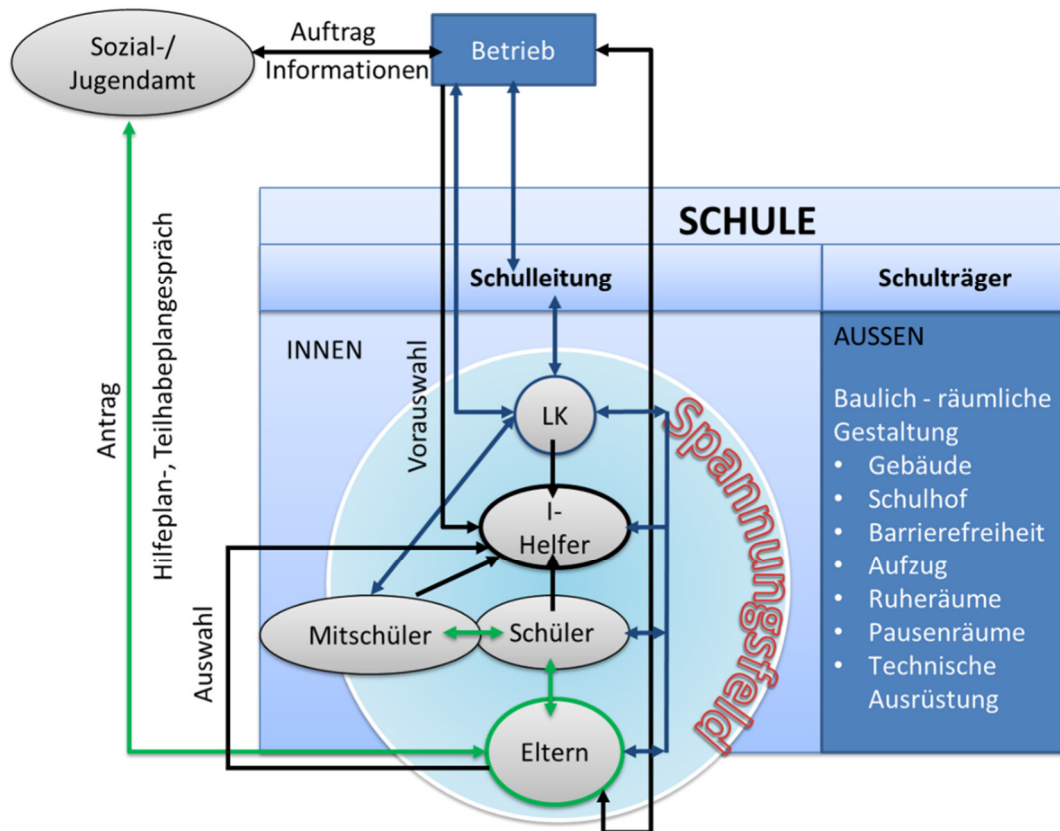 Sozial-/
Jugendamt
Auftrag
Informationen
Betrieb
SCHULE
Schulleitung
Schulträger
INNEN
AUSSEN
Antrag
Hilfeplan-, Teilhabeplangespräch
Vorauswahl
Auswahl
LK
I-
Helfer
Mitschüler
Schüler
Eltern
Spannungsfeld
Baulich - räumliche
Gestaltung
• Gebäude
• Schulhof
• Barrierefreiheit
• Aufzug
• Ruheräume
• Pausenräume
• Technische
Ausrüstung